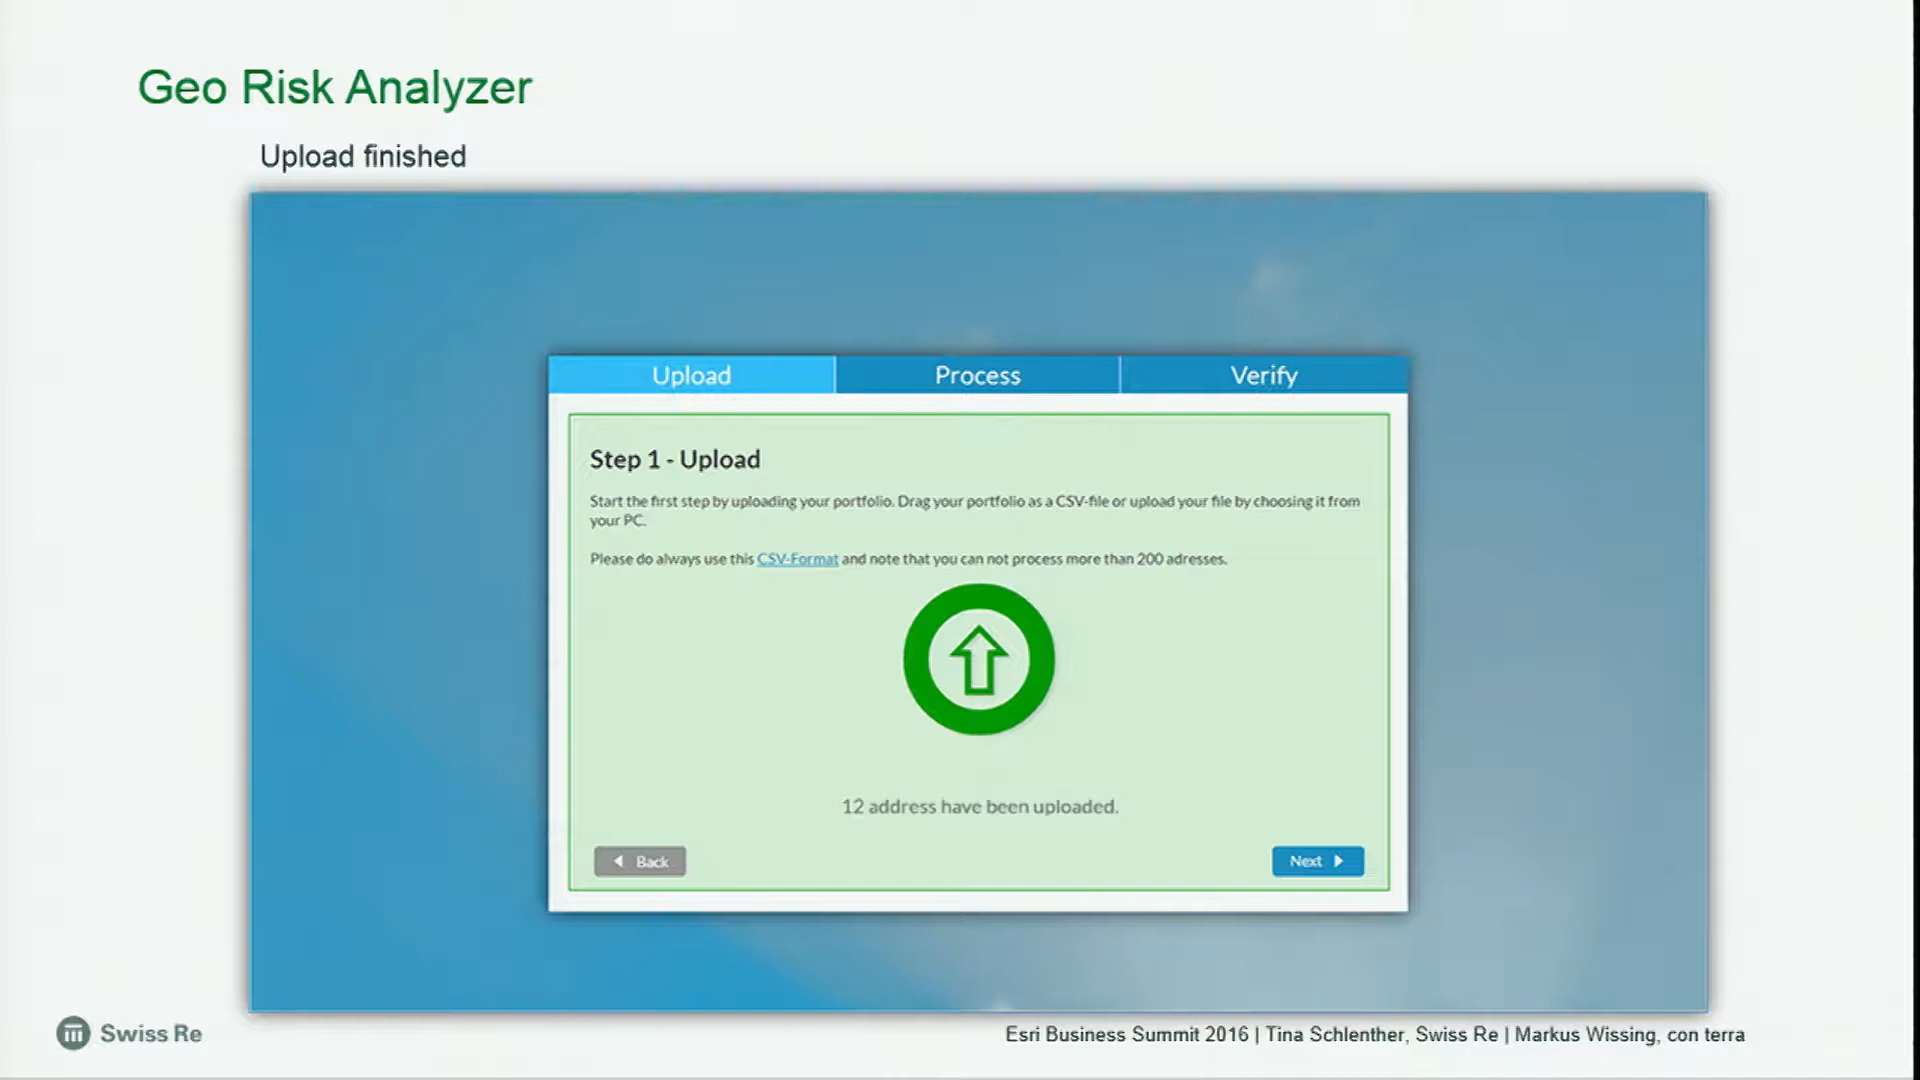 Geo Risk Analyzer
Upload finished
Upload Process Verify
Step 1 - Upload
Start the first step by uploading your portfolio. Drag your portfolio as a CSV-file or upload your file by choosing it from
your PC.
Please do always use this CSV-Format and note that you can not process more than 200 adresses.
12 address have been uploaded.
Back Next
Swiss Re Esri Business Summit 2016 | Tina Schlenther, Swiss Re | Markus Wissing, con terra